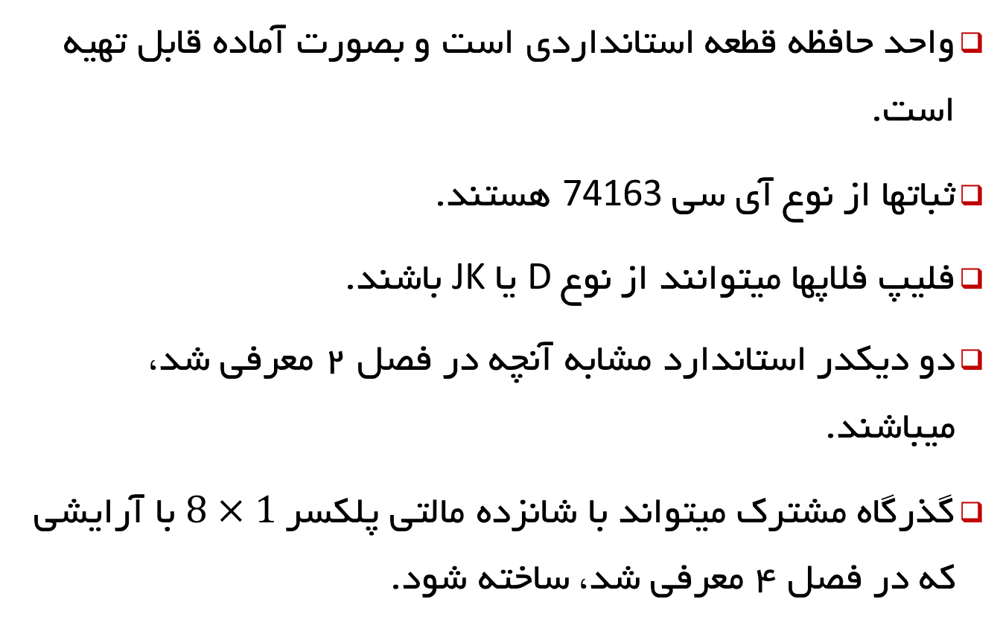 ❑واحد حافظه قطعه استانداردی است و بصورت آماده قابل تهیه
است.
❑ثباتها از نوع آی سی 74163 هستند.
❑فلیپ فلاپها میتوانند از نوع D یا JK باشند.
❑دو دیکدر استاندارد مشابه آنچه در فصل ۲ معرفی شد،
میباشند.
❑گذرگاه مشترک میتواند با شانزده مالتی پلکسر 1 × 8 با آرایشی
که در فصل ۴ معرفی شد، ساخته شود.